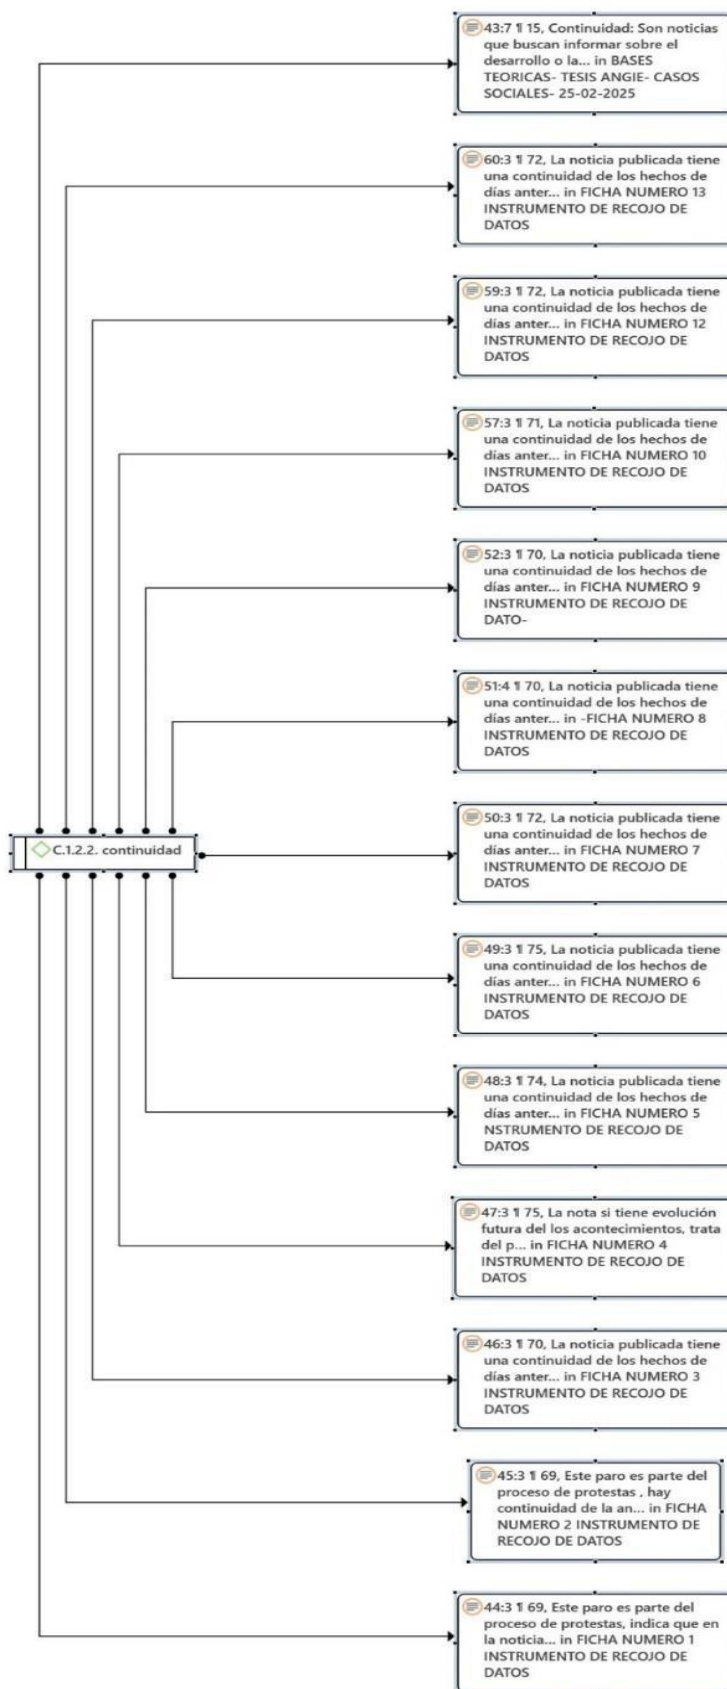 43:7 ¶ 15, Continuidad: Son noticias
que buscan informar sobre el
desarrollo o la... in BASES
TEORICAS- TESIS ANGIE- CASOS
SOCIALES- 25-02-2025
60:3 ¶ 72, La noticia publicada tiene
una continuidad de los hechos de
días anter... in FICHA NUMERO 13
INSTRUMENTO DE RECOJO DE
DATOS
59:3 ¶ 72, La noticia publicada tiene
una continuidad de los hechos de
días anter... in FICHA NUMERO 12
INSTRUMENTO DE RECOJO DE
DATOS
57:3 ¶ 71, La noticia publicada tiene
una continuidad de los hechos de
días anter... in FICHA NUMERO 10
INSTRUMENTO DE RECOJO DE
DATOS
52:3 ¶ 70, La noticia publicada tiene
una continuidad de los hechos de
días anter... in FICHA NUMERO 9
INSTRUMENTO DE RECOJO DE
DATO-
51:4 ¶ 70, La noticia publicada tiene
una continuidad de los hechos de
días anter... in -FICHA NUMERO 8
INSTRUMENTO DE RECOJO DE
DATOS
C.1.2.2. continuidad
50:3 ¶ 72, La noticia publicada tiene
una continuidad de los hechos de
días anter... in FICHA NUMERO 7
INSTRUMENTO DE RECOJO DE
DATOS
49:3 ¶ 75, La noticia publicada tiene
una continuidad de los hechos de
días anter... in FICHA NUMERO 6
INSTRUMENTO DE RECOJO DE
DATOS
48:3 ¶ 74, La noticia publicada tiene
una continuidad de los hechos de
días anter... in FICHA NUMERO 5
NSTRUMENTO DE RECOJO DE
DATOS
47:3 ¶ 75, La nota si tiene evolución
futura del los acontecimientos, trata
del p... in FICHA NUMERO 4
INSTRUMENTO DE RECOJO DE
DATOS
46:3 ¶ 70, La noticia publicada tiene
una continuidad de los hechos de
días anter... in FICHA NUMERO 3
INSTRUMENTO DE RECOJO DE
DATOS
45:3 ¶ 69, Este paro es parte del
proceso de protestas , hay
continuidad de la an... in FICHA
NUMERO 2 INSTRUMENTO DE
RECOJO DE DATOS
44:3 ¶ 69, Este paro es parte del
proceso de protestas, indica que en
la noticia... in FICHA NUMERO 1
INSTRUMENTO DE RECOJO DE
DATOS